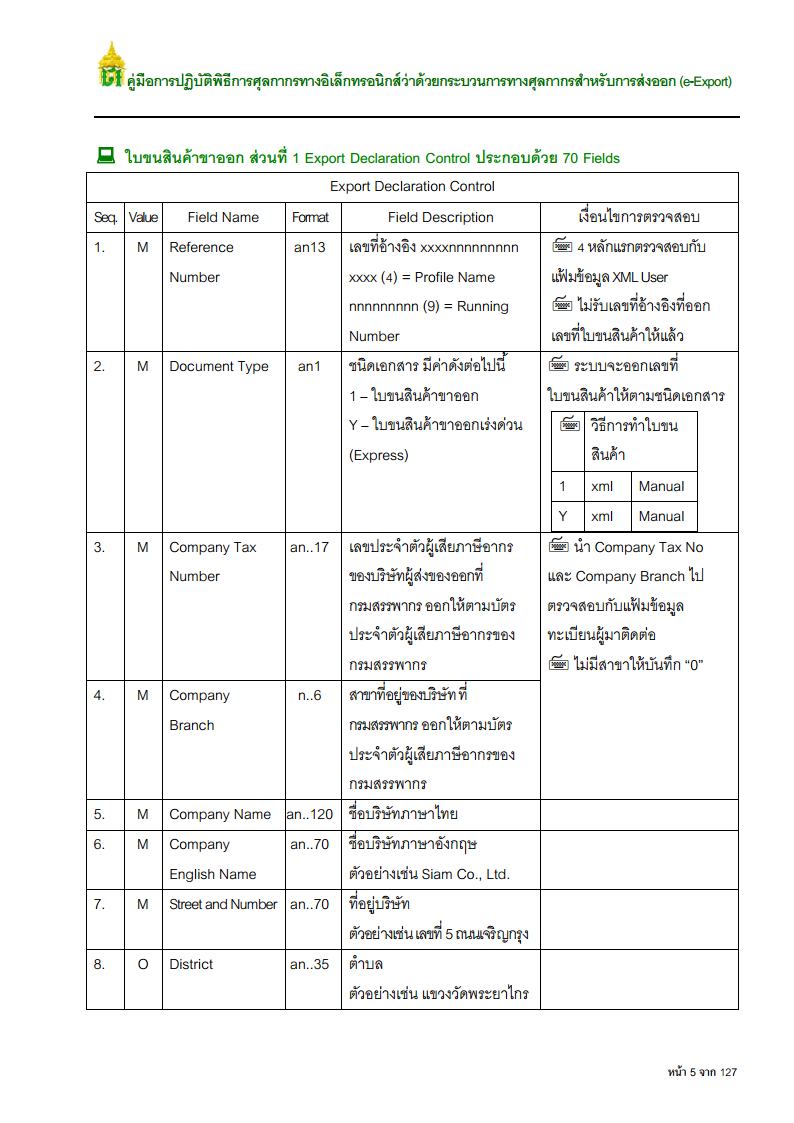 คู่มือการปฏิบัติพิธีการศุลกากรทางอิเล็กทรอนิกส์ว่าด้วยกระบวนการทางศุลกากรสำหรับการส่งออก (e-Export)
ใบขนสินค้าขาออก ส่วนที่ 1 Export Declaration Control ประกอบด้วย 70 Fields
Export Declaration Control
Seq. Value Field Name Format Field Description เงื่อนไขการตรวจสอบ
1. M Reference an13 เลขที่อ้างอิง xxxxnnnnnnnnn 4 หลักแรกตรวจสอบกับ
Number xxxx (4) = Profile Name แฟ้มข้อมูล XML User
nnnnnnnnn (9) = Running ไม่รับเลขที่อ้างอิงที่ออก
Number เลขที่ใบขนสินค้าให้แล้ว
2. M Document Type an1 ชนิดเอกสาร มีค่าดังต่อไปนี้ ระบบจะออกเลขที่
1 – ใบขนสินค้าขาออก ใบขนสินค้าให้ตามชนิดเอกสาร
Y – ใบขนสินค้าขาออกเร่งด่วน วิธีการทำใบขน
(Express) สินค้า
1 xml Manual
Y xml Manual
3. M Company Tax an..17 เลขประจำตัวผู้เสียภาษีอากร นำ Company Tax No
Number ของบริษัทผู้ส่งของออกที่ และ Company Branch ไป
กรมสรรพากร ออกให้ตามบัตร ตรวจสอบกับแฟ้มข้อมูล
ประจำตัวผู้เสียภาษีอากรของ ทะเบียนผู้มาติดต่อ
กรมสรรพากร ไม่มีสาขาให้บันทึก “0”
4. M Company n..6 สาขาที่อยู่ของบริษัท ที่
Branch กรมสรรพากร ออกให้ตามบัตร
ประจำตัวผู้เสียภาษีอากรของ
กรมสรรพากร
5. M Company Name an..120 ชื่อบริษัทภาษาไทย
6. M Company an..70 ชื่อบริษัทภาษาอังกฤษ
English Name ตัวอย่างเช่น Siam Co., Ltd.
7. M Street and Number an..70 ที่อยู่บริษัท
ตัวอย่างเช่น เลขที่ 5 ถนนเจริญกรุง
8. O District an..35 ตำบล
ตัวอย่างเช่น แขวงวัดพระยาไกร
หน้า 5 จาก 127